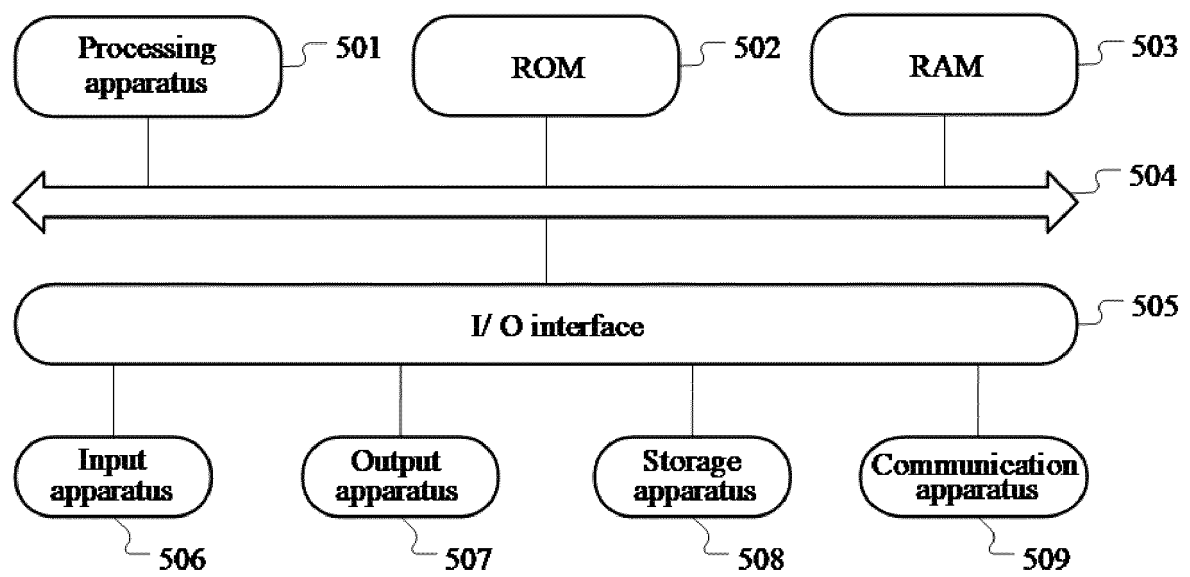 Processing
apparatus
501
ROM
502
RAM
503
504
I/ O interface
505
Input
apparatus
506
Output
apparatus
507
Storage
apparatus
508
Communication
apparatus
509